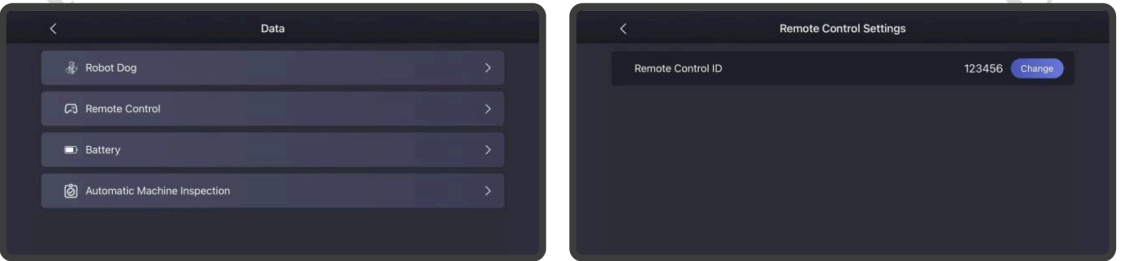 Data
Robot Dog
Remote Control
Battery
Automatic Machine Inspection
Remote Control Settings
Remote Control ID 123456 Change